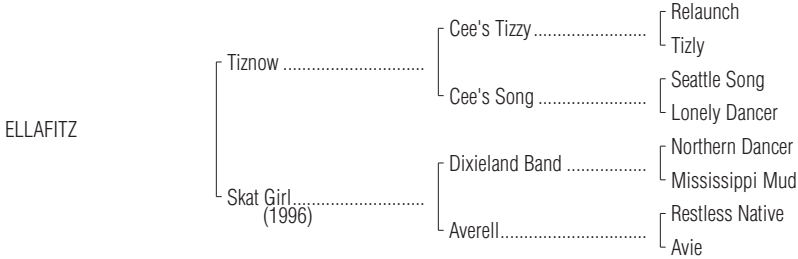 Relaunch
Cee's Tizzy........................
Tizly
Tiznow ..............................
Seattle Song
Cee's Song .......................
Lonely Dancer
ELLAFITZ
Northern Dancer
Dixieland Band .................
Mississippi Mud
Skat Girl............................
(1996)
Restless Native
Averell...............................
Avie